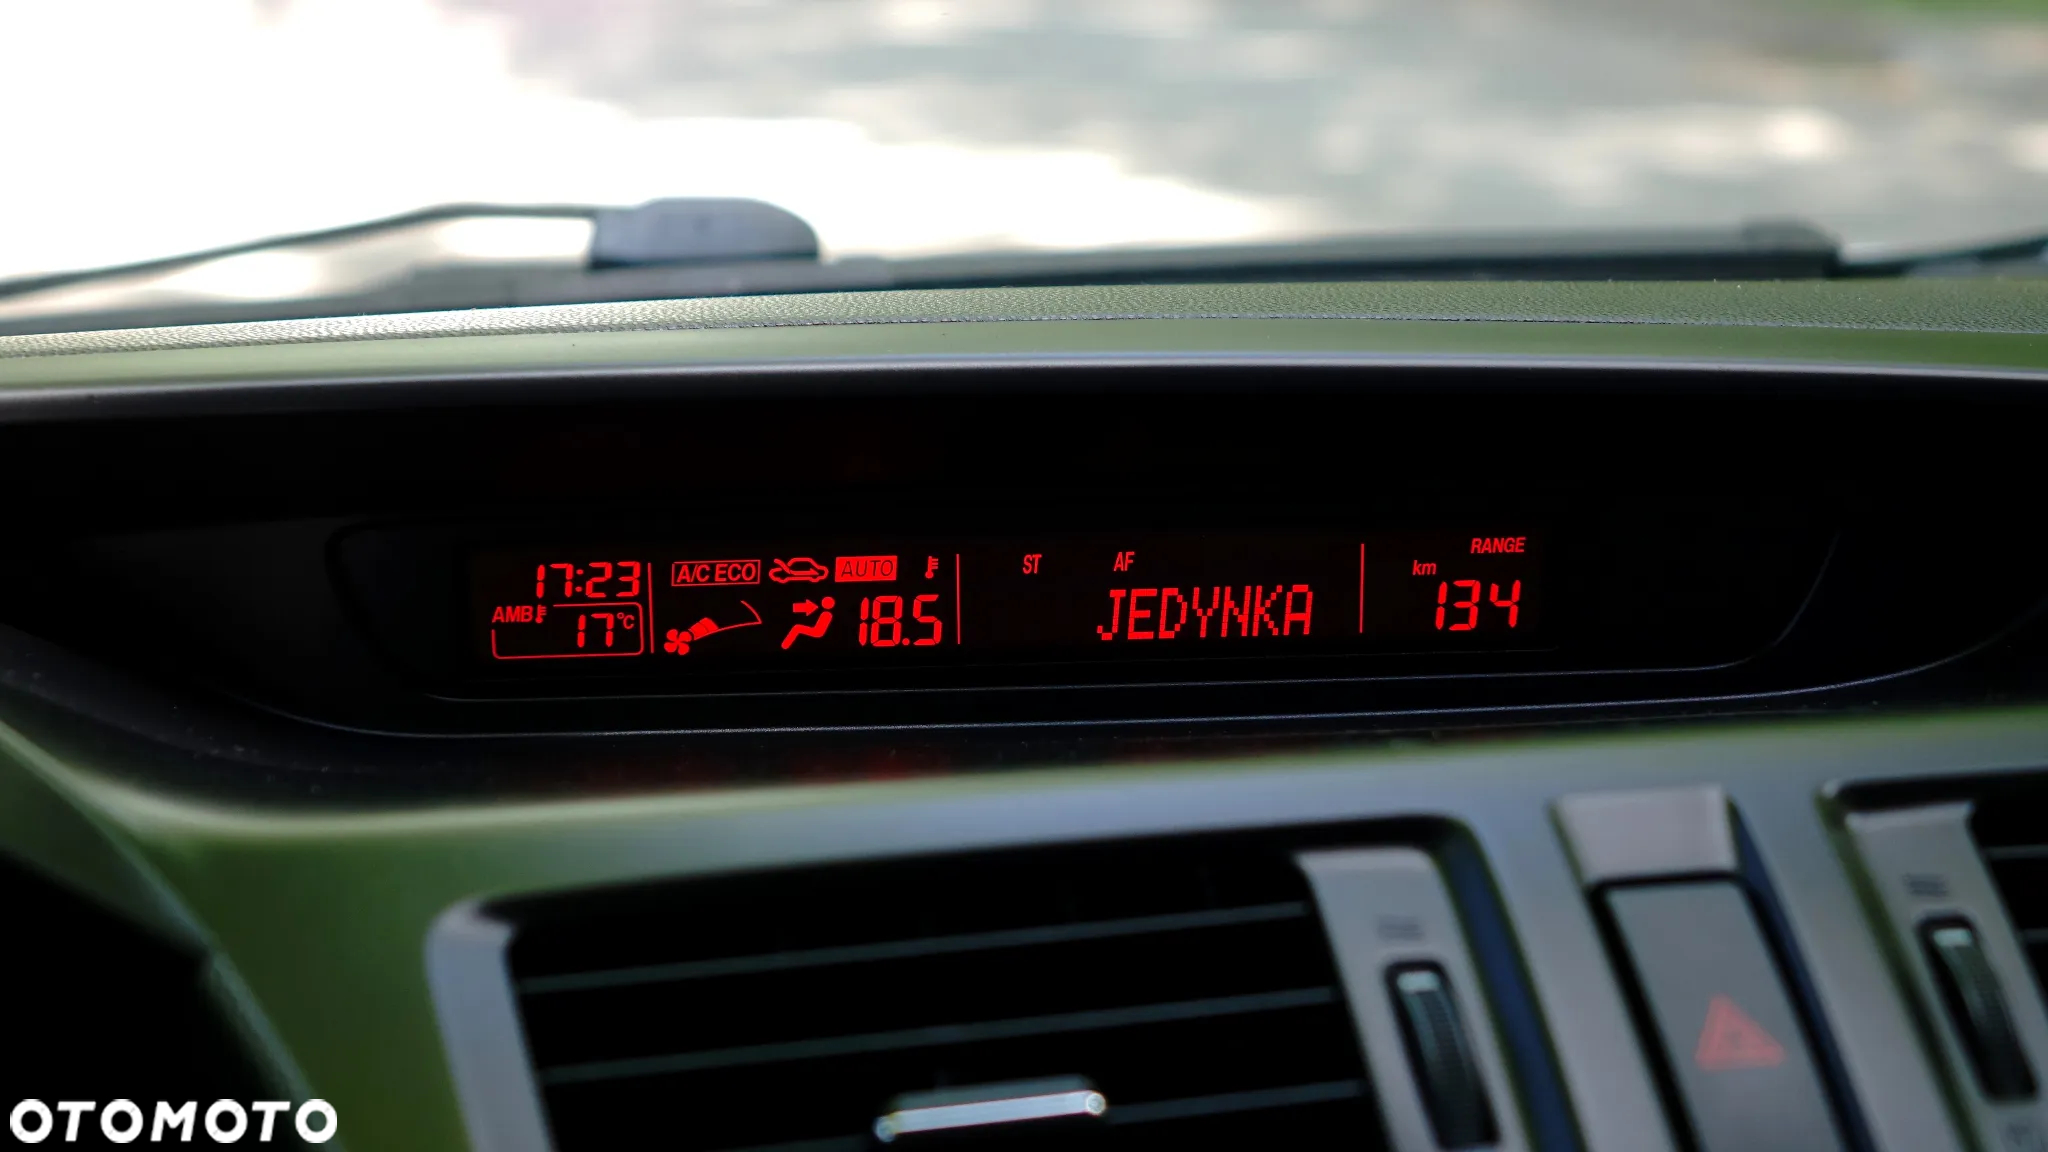 17:23
AMB 17°C
A/C ECO AUTO
18.5
ST AF
JEDYNKA
RANGE
km
134
OTOMOTO